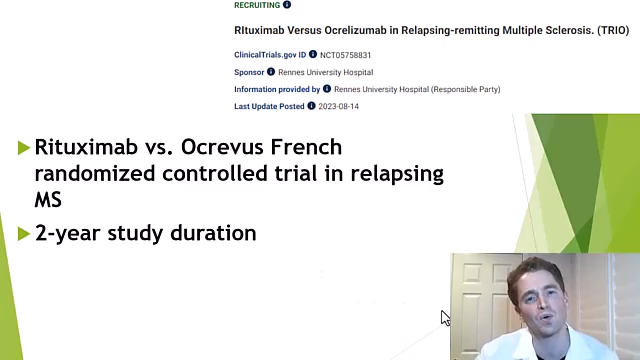 RECRUITING
RItuximab Versus Ocrelizumab in Relapsing-remitting Multiple Sclerosis. (TRIO)
ClinicalTrials.gov ID NCT05758831
Sponsor Rennes University Hospital
Information provided by Rennes University Hospital (Responsible Party)
Last Update Posted 2023-08-14
Rituximab vs. Ocrevus French
randomized controlled trial in relapsing
MS
2-year study duration